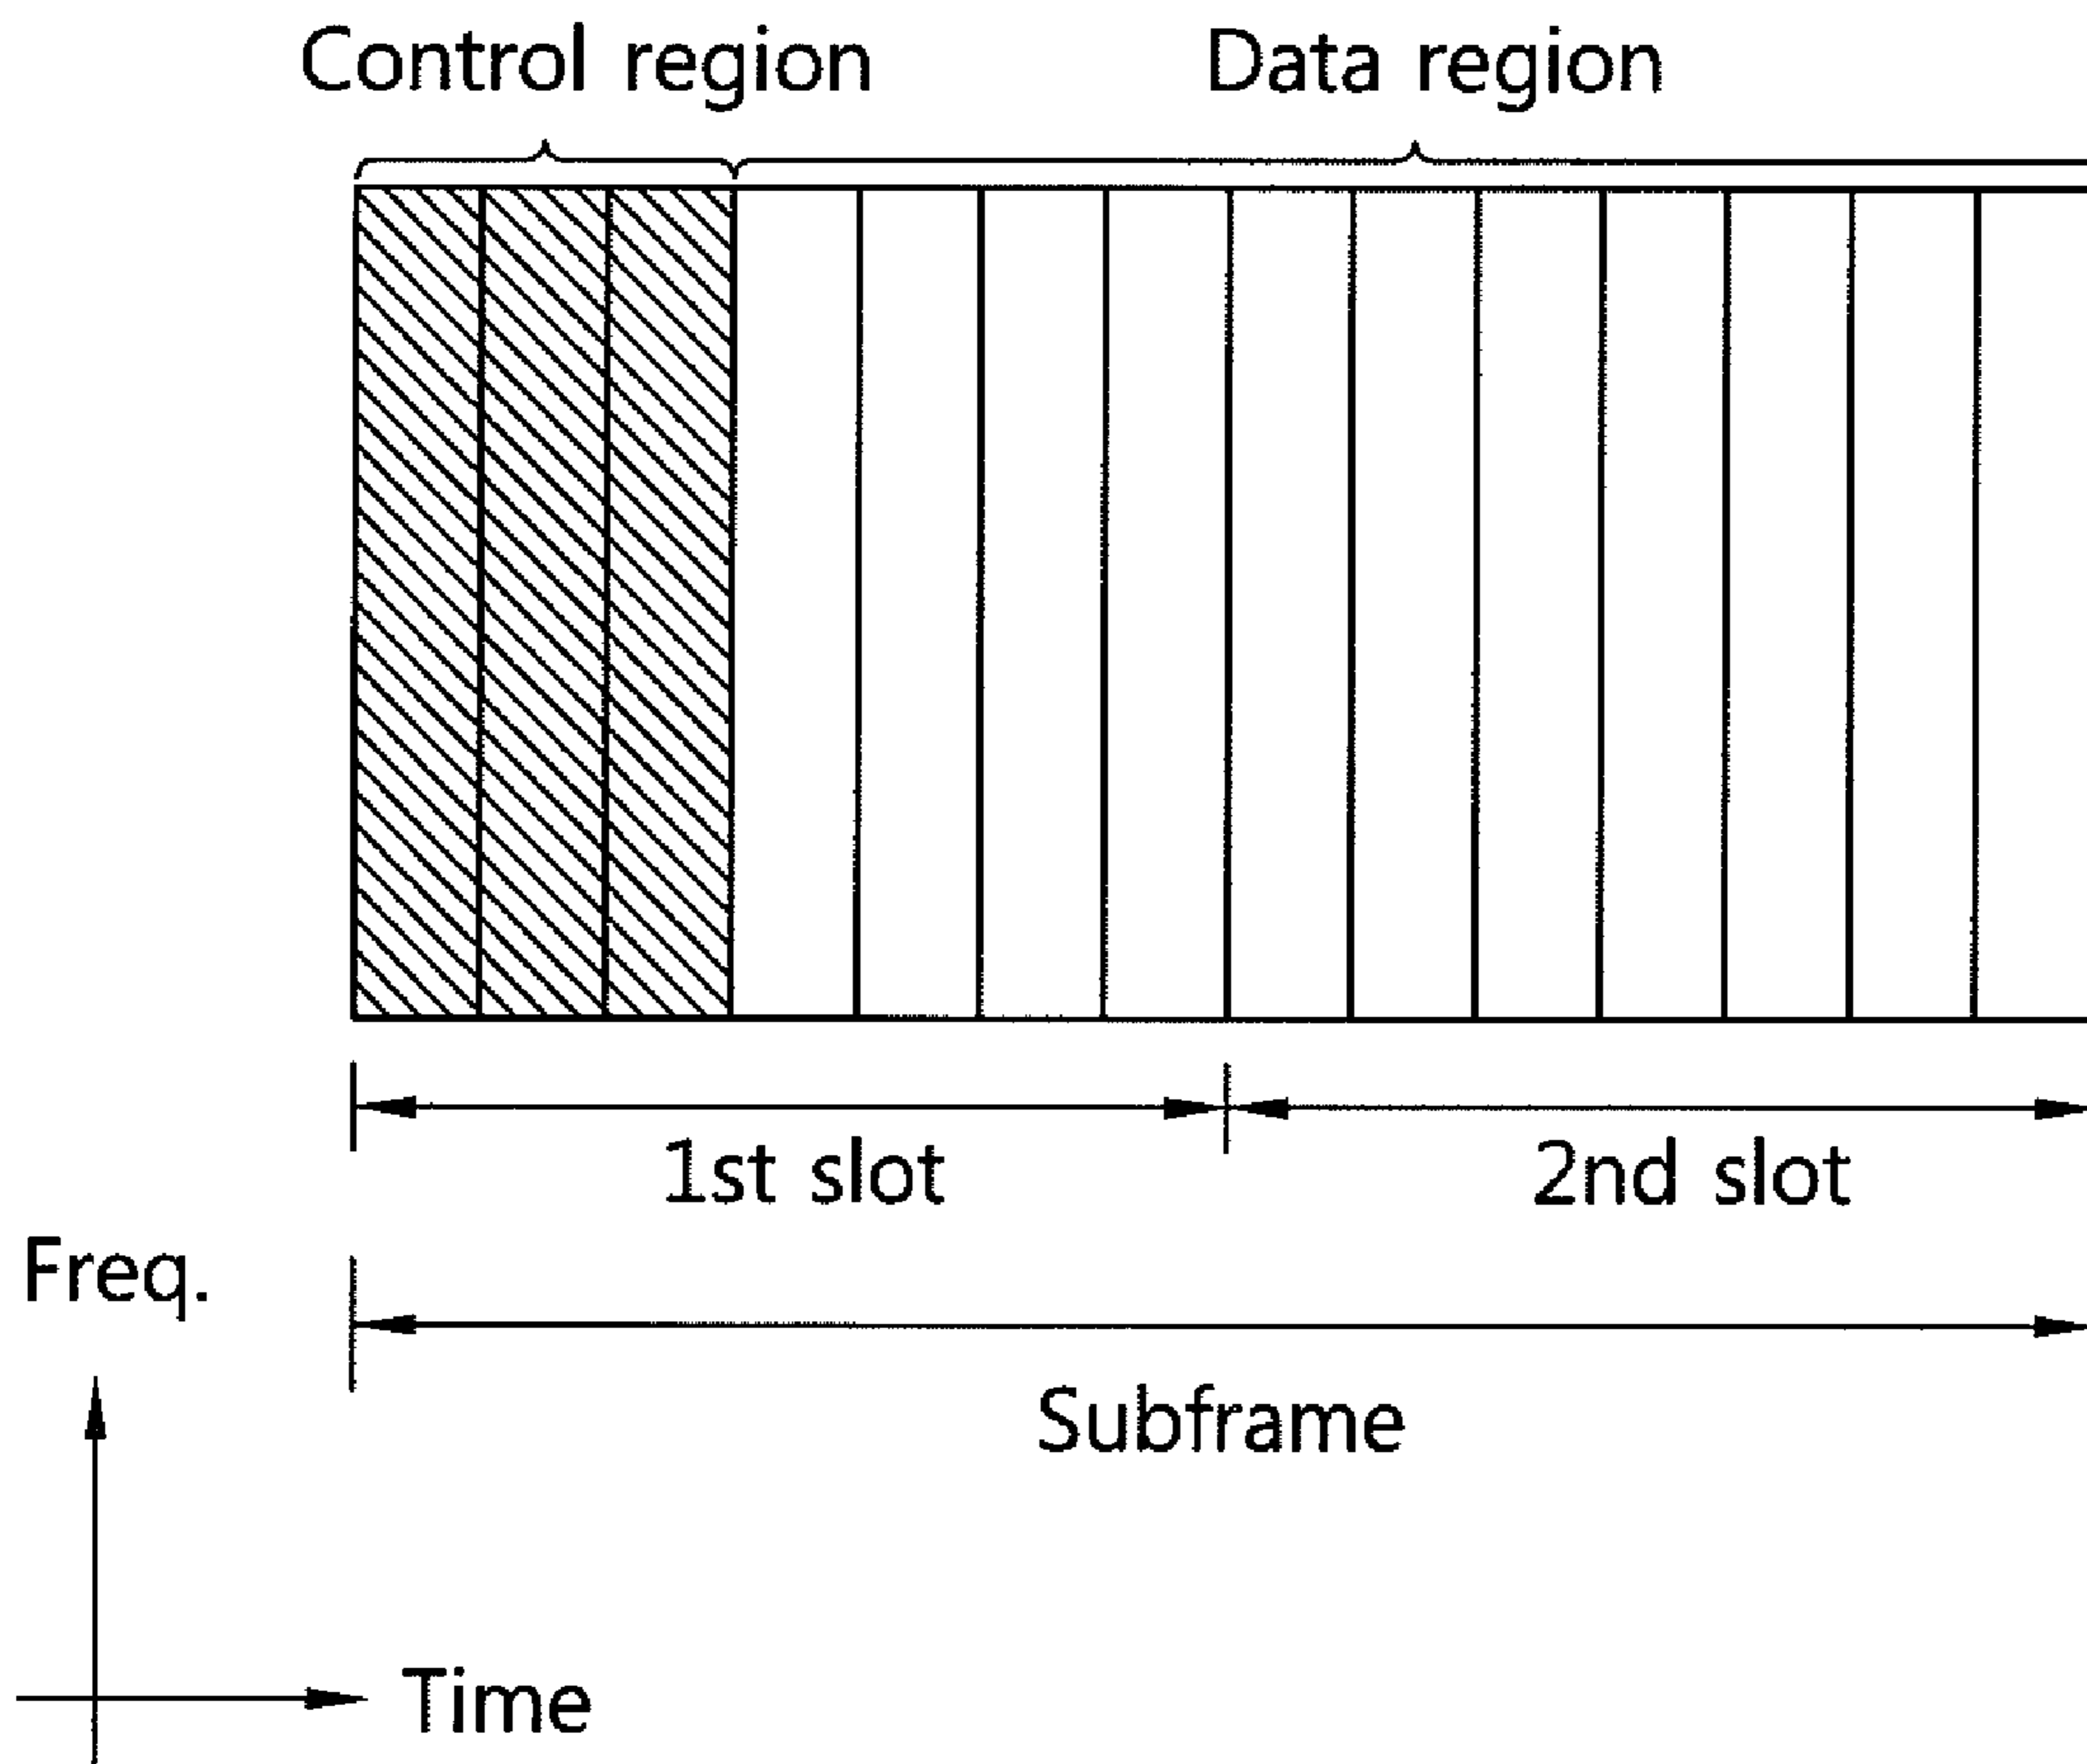 Control region Data region
1st slot 2nd slot
Freq.
Subframe
Time